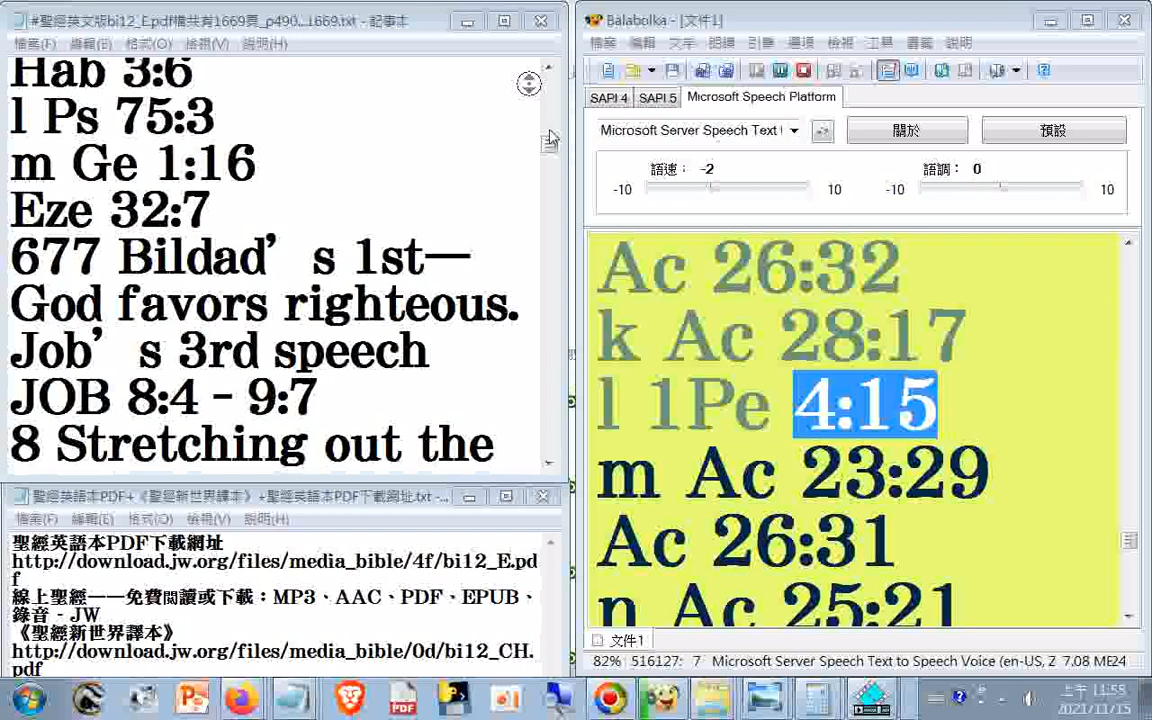 #聖經英文版bi12_E.pdf檔共有1669頁_p490...1669.txt - 記事本
檔案(F) 編輯(E) 格式(O) 檢視(V) 說明(H)
Hab 3:6
l Ps 75:3
m Ge 1:16
Eze 32:7
677 Bildad’s 1st—
God favors righteous.
Job’s 3rd speech
JOB 8:4 – 9:7
8 Stretching out the
聖經英語本PDF+《聖經新世界譯本》+聖經英語本PDF下載網址.txt -...
檔案(F) 編輯(E) 格式(O) 檢視(V) 說明(H)
聖經英語本PDF下載網址
http://download.jw.org/files/media_bible/4f/bi12_E.pd
f
線上聖經——免費閱讀或下載：MP3、AAC、PDF、EPUB、
錄音 - JW
《聖經新世界譯本》
http://download.jw.org/files/media_bible/0d/bi12_CH.
pdf
Balabolka - [文件1]
檔案 編輯 文字 朗讀 引擎 選項 檢視 工具 書籤 說明
SAPI 4 SAPI 5 Microsoft Speech Platform
Microsoft Server Speech Text 關於 預設
語速： -2 語調： 0
-10 10 -10 10
Ac 26:32
k Ac 28:17
l 1Pe 4:15
m Ac 23:29
Ac 26:31
n Ac 25:21
文件1
82% 516127: 7 Microsoft Server Speech Text to Speech Voice (en-US, Z 7.08 ME24
PDF
上午 11:55
2021/11/15